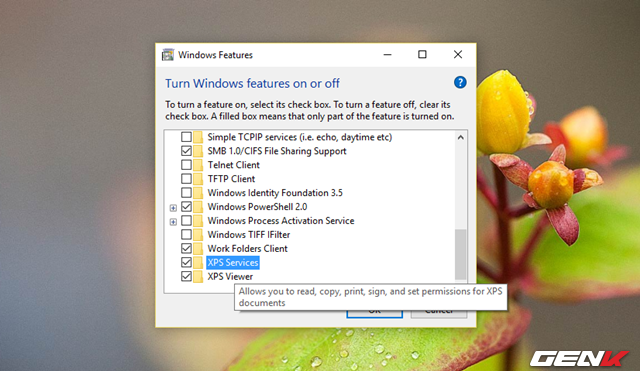 Windows Features
Turn Windows features on or off
?
To turn a feature on, select its check box. To turn a feature off, clear its
check box. A filled box means that only part of the feature is turned on.
Simple TCPIP services (i.e. echo, daytime etc)
SMB 1.0/CIFS File Sharing Support
Telnet Client
TFTP Client
Windows Identity Foundation 3.5
Windows PowerShell 2.0
Windows Process Activation Service
Windows TIFF IFilter
Work Folders Client
XPS Services
XPS Viewer
Allows you to read, copy, print, sign, and set permissions for XPS
documents
OK
Cancel
GENK